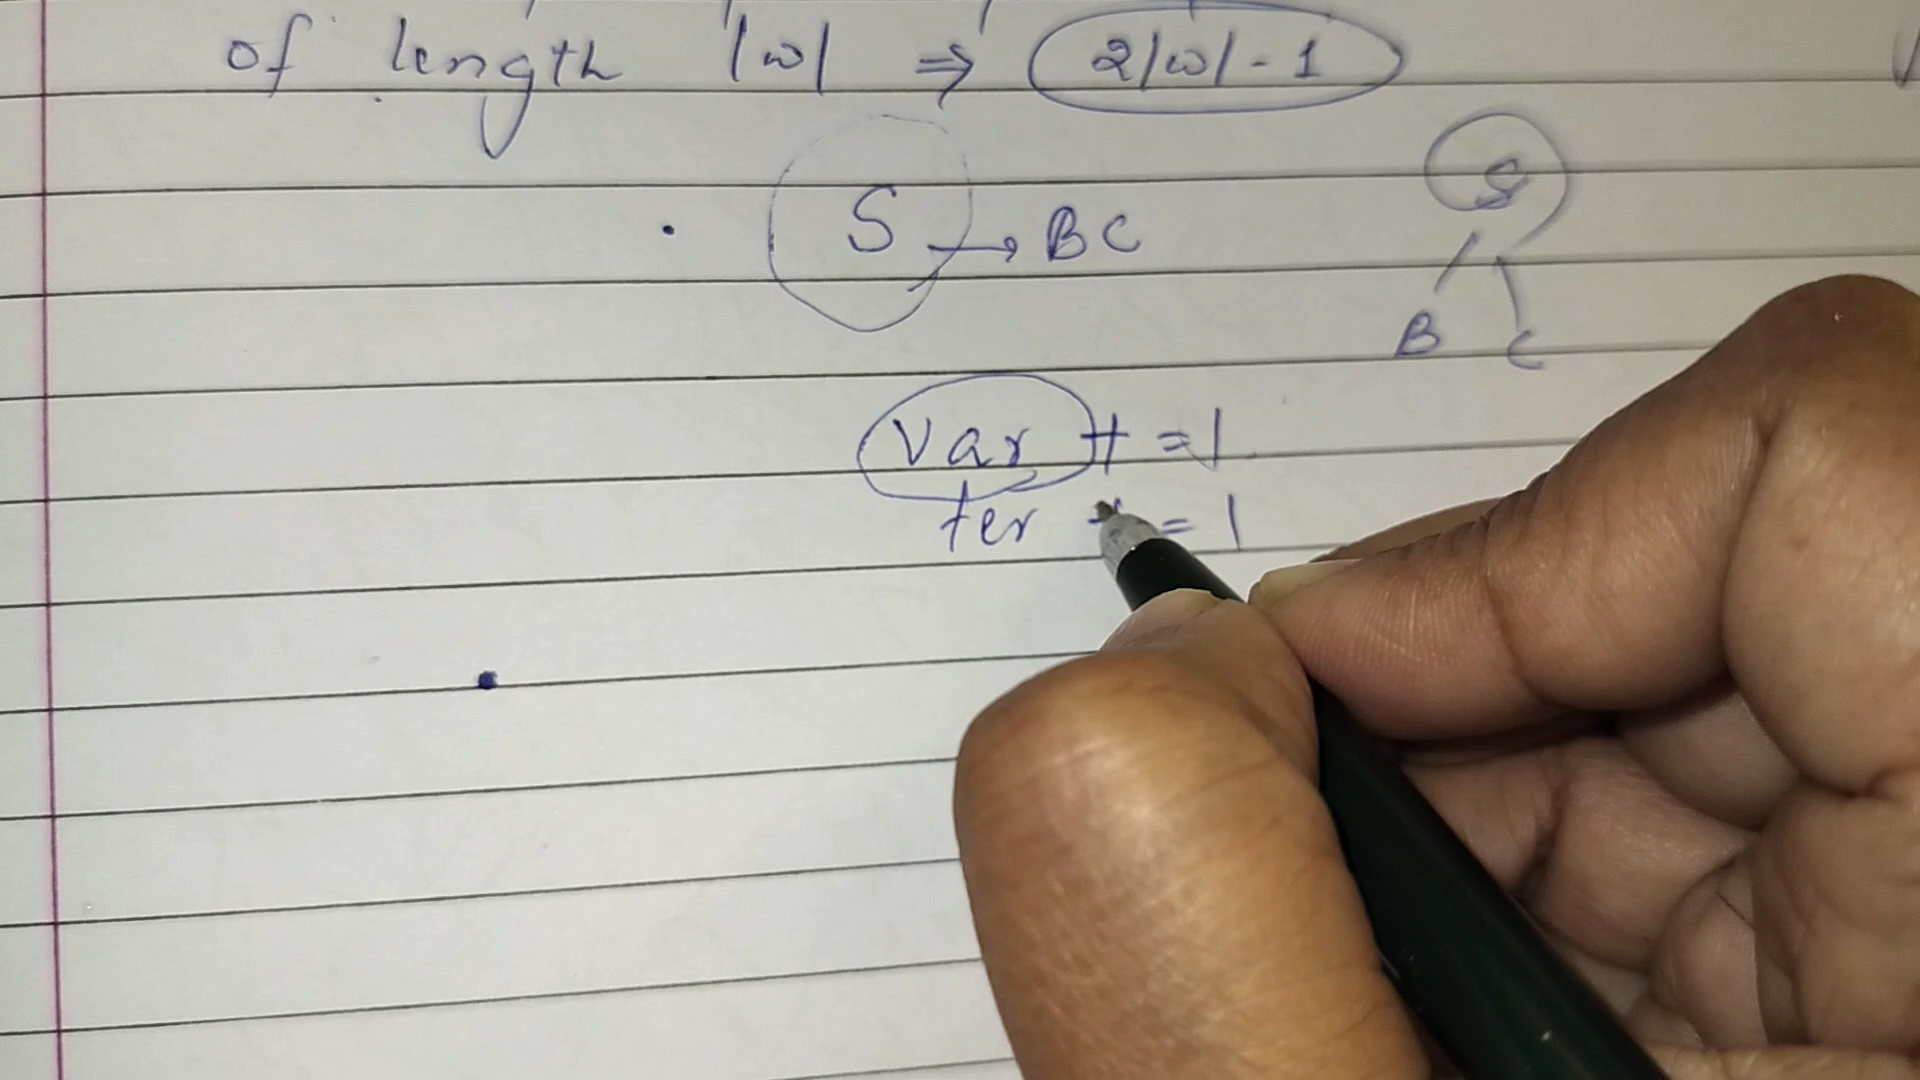 of length |w| ⇒ 2|w| - 1
S → BC
S
B C
Var + = 1
ter + = 1